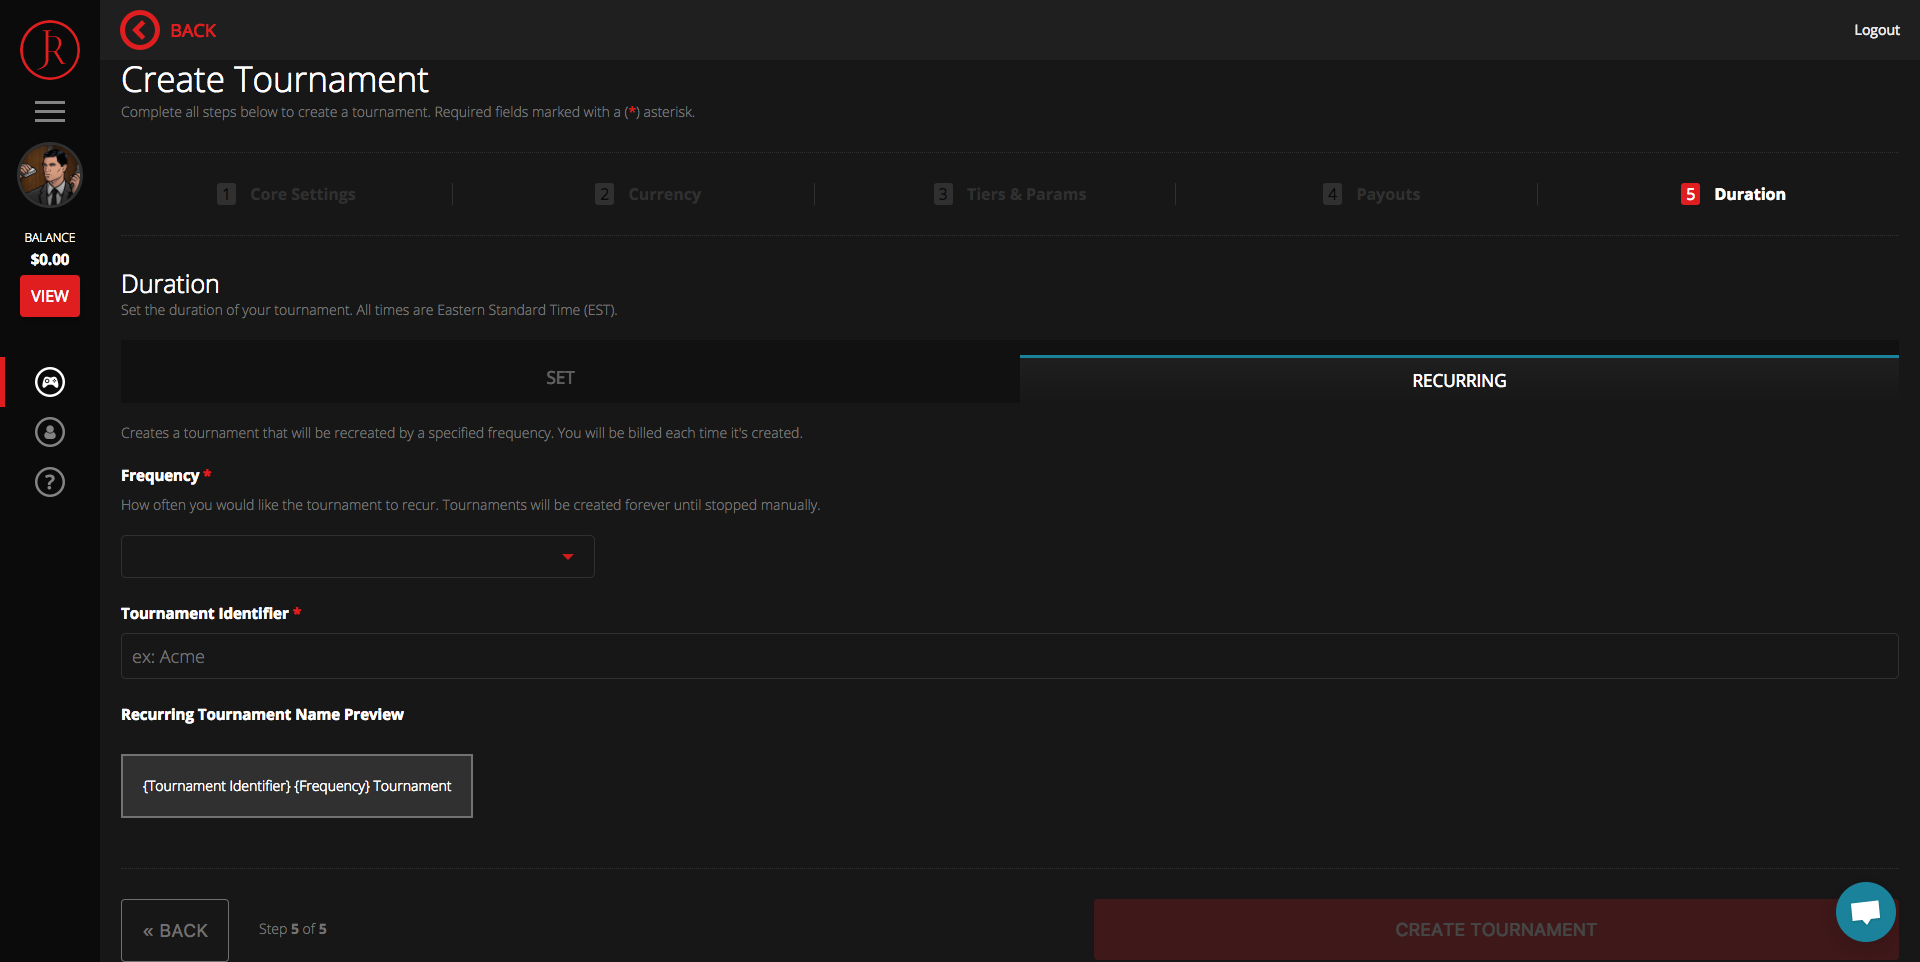 JR
BACK
Logout
Create Tournament
Complete all steps below to create a tournament. Required fields marked with a (*) asterisk.
1 Core Settings
2 Currency
3 Tiers & Params
4 Payouts
5 Duration
BALANCE
$0.00
VIEW
Duration
Set the duration of your tournament. All times are Eastern Standard Time (EST).
SET
RECURRING
Creates a tournament that will be recreated by a specified frequency. You will be billed each time it's created.
Frequency *
How often you would like the tournament to recur. Tournaments will be created forever until stopped manually.
?
Tournament Identifier *
ex: Acme
Recurring Tournament Name Preview
{Tournament Identifier} {Frequency} Tournament
« BACK
Step 5 of 5
CREATE TOURNAMENT